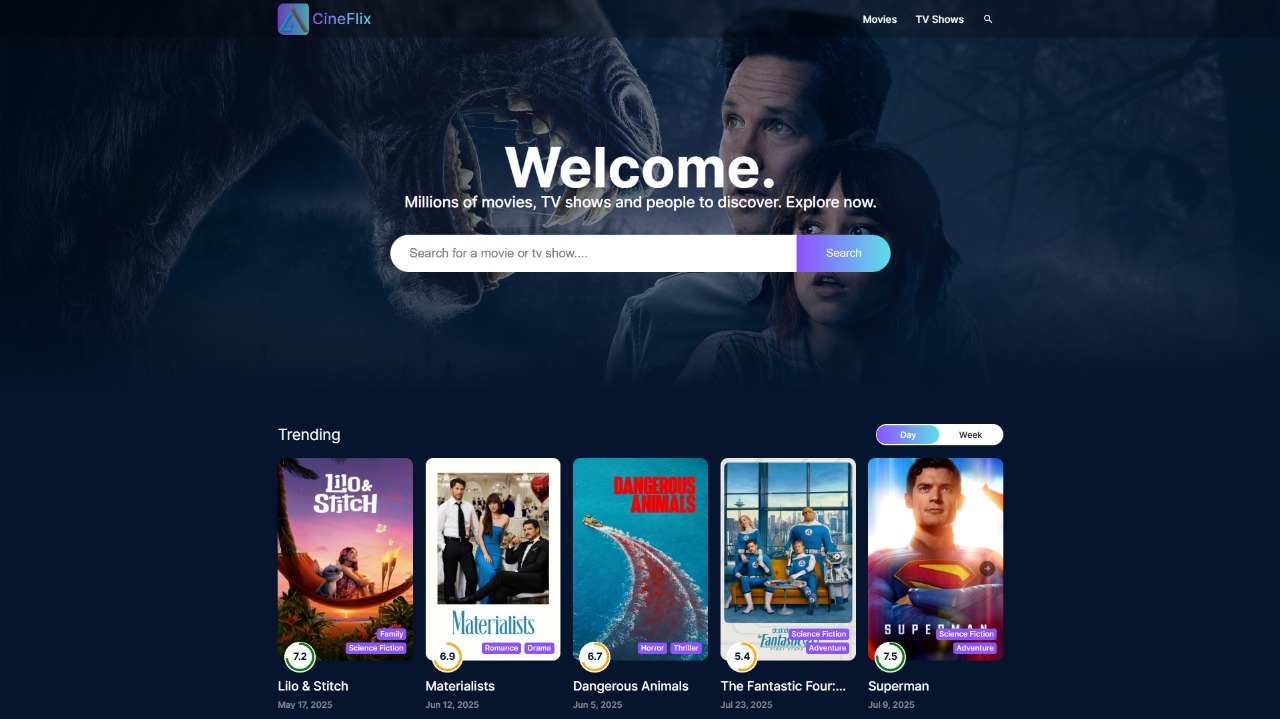 CineFlix
Movies
TV Shows
Welcome.
Millions of movies, TV shows and people to discover. Explore now.
Search for a movie or tv show....
Search
Trending
Day
Week
Lilo &
Stitch
Family
Science Fiction
7.2
Lilo & Stitch
May 17, 2025
Materialists
Romance
Drama
6.9
Materialists
Jun 12, 2025
DANGEROUS
ANIMALS
Horror
Thriller
6.7
Dangerous Animals
Jun 5, 2025
Science Fiction
Adventure
5.4
The Fantastic Four:...
Jul 23, 2025
SUPERMAN
Science Fiction
Adventure
7.5
Superman
Jul 9, 2025